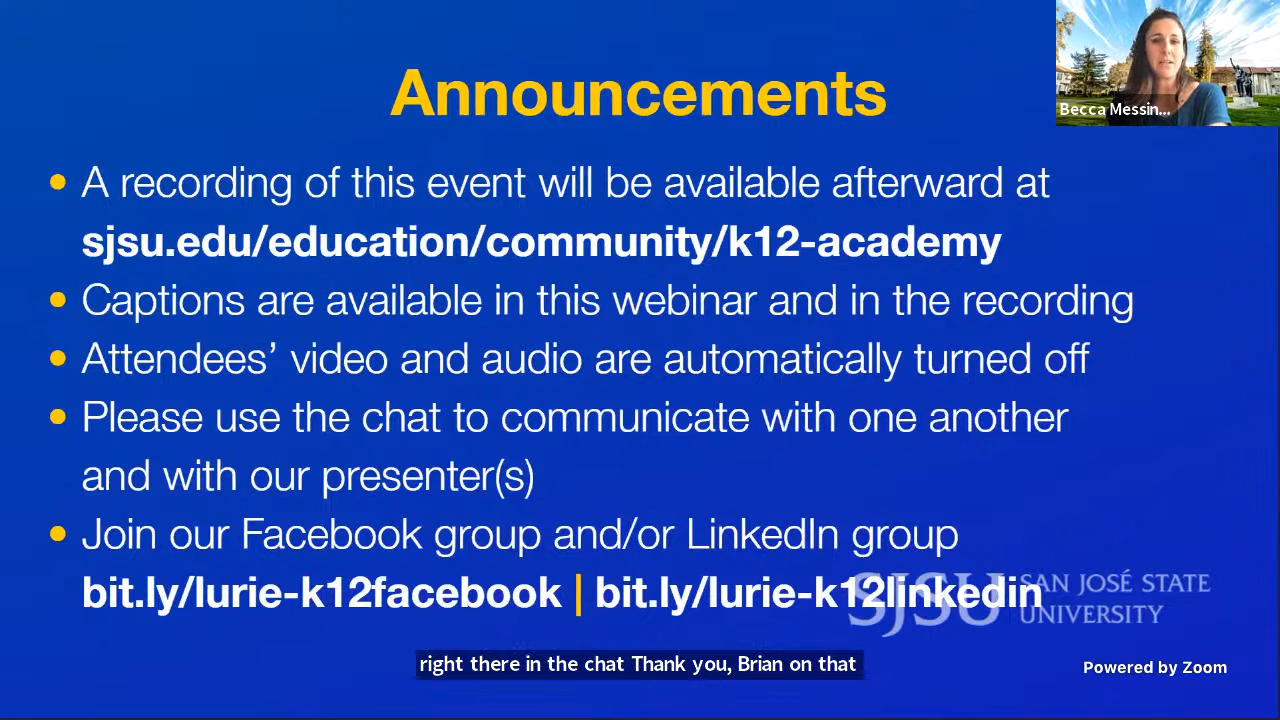 Announcements
Becca Messin...
• A recording of this event will be available afterward at
sjsu.edu/education/community/k12-academy
• Captions are available in this webinar and in the recording
• Attendees’ video and audio are automatically turned off
• Please use the chat to communicate with one another
and with our presenter(s)
• Join our Facebook group and/or LinkedIn group
bit.ly/lurie-k12facebook | bit.ly/lurie-k12linkedin
SJSU SAN JOSÉ STATE
UNIVERSITY
right there in the chat Thank you, Brian on that
Powered by Zoom